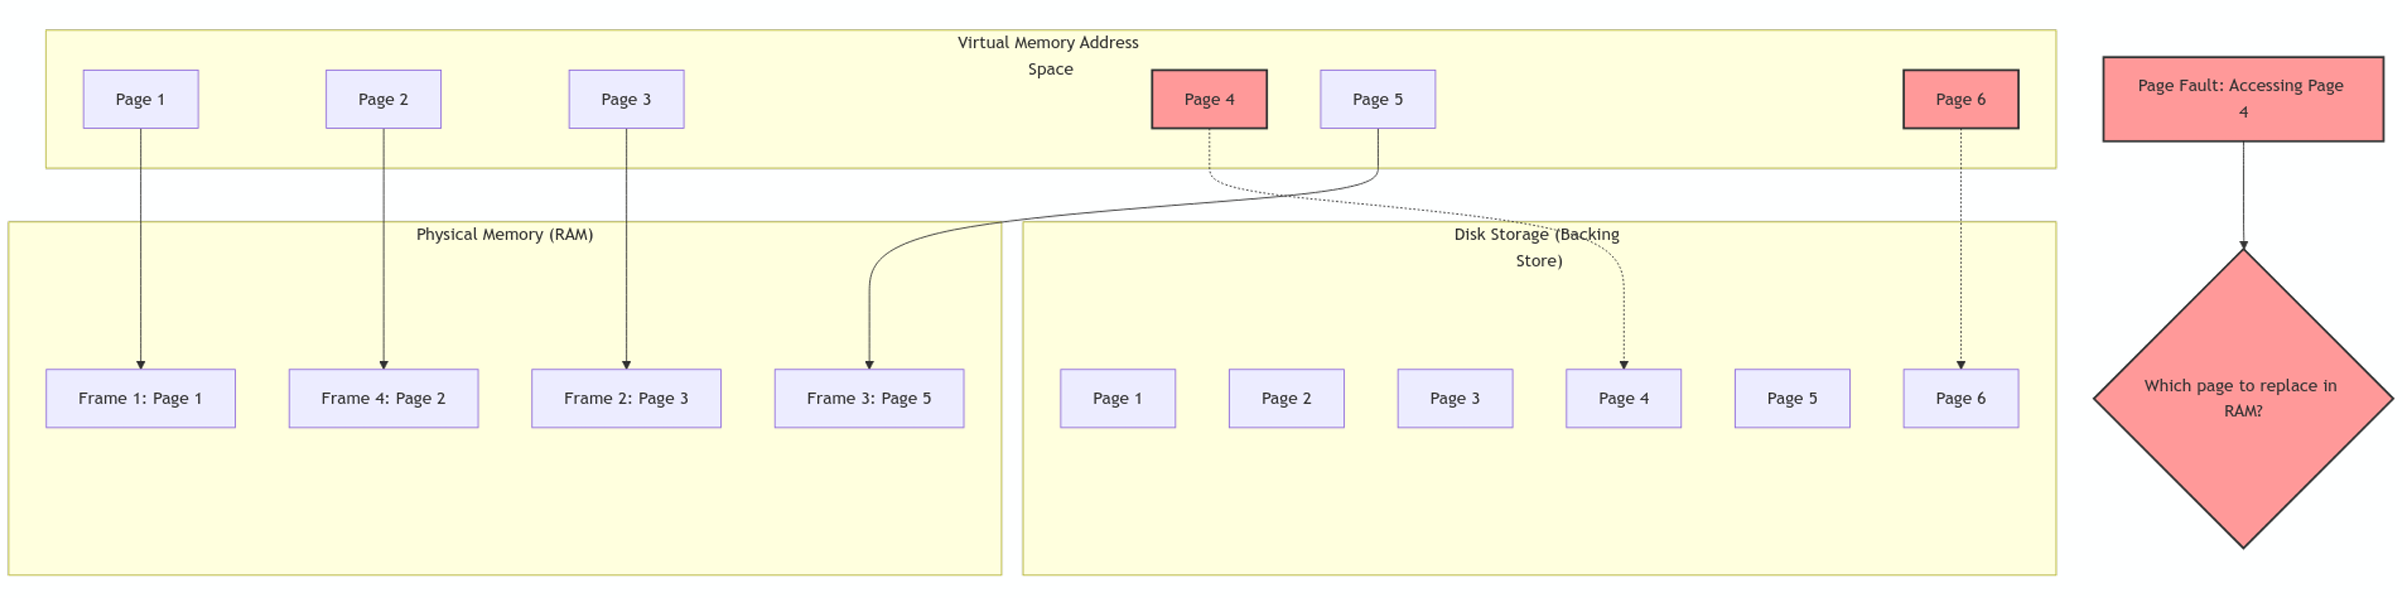 Virtual Memory Address
Space
Page 1
Page 2
Page 3
Page 4
Page 5
Page 6
Page Fault: Accessing Page
4
Physical Memory (RAM)
Frame 1: Page 1
Frame 4: Page 2
Frame 2: Page 3
Frame 3: Page 5
Disk Storage (Backing
Store)
Page 1
Page 2
Page 3
Page 4
Page 5
Page 6
Which page to replace in
RAM?